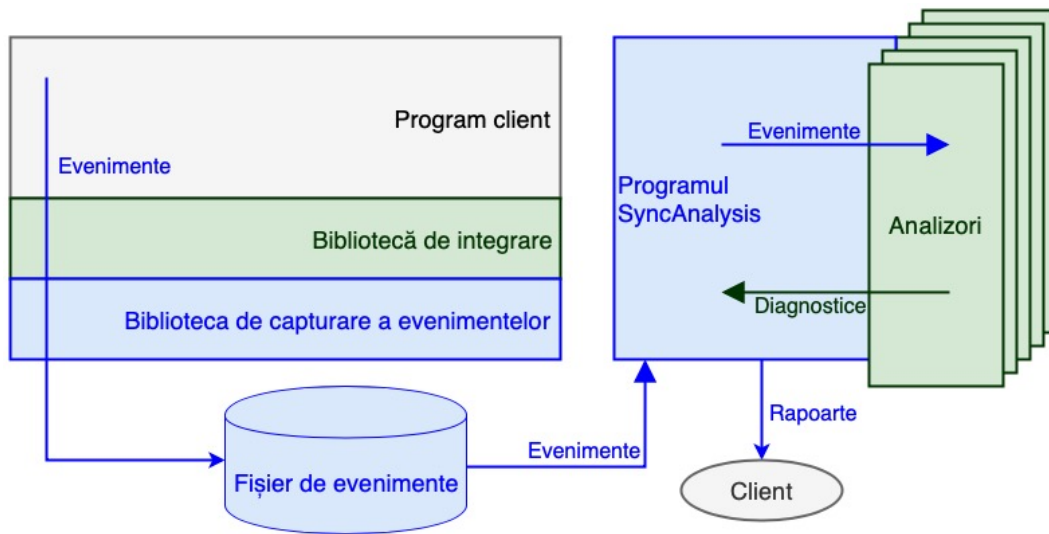 Program client
Evenimente
Bibliotecă de integrare
Biblioteca de capturare a evenimentelor
Fișier de evenimente
Evenimente
Evenimente
Programul
SyncAnalysis
Analizori
Diagnostice
Rapoarte
Client